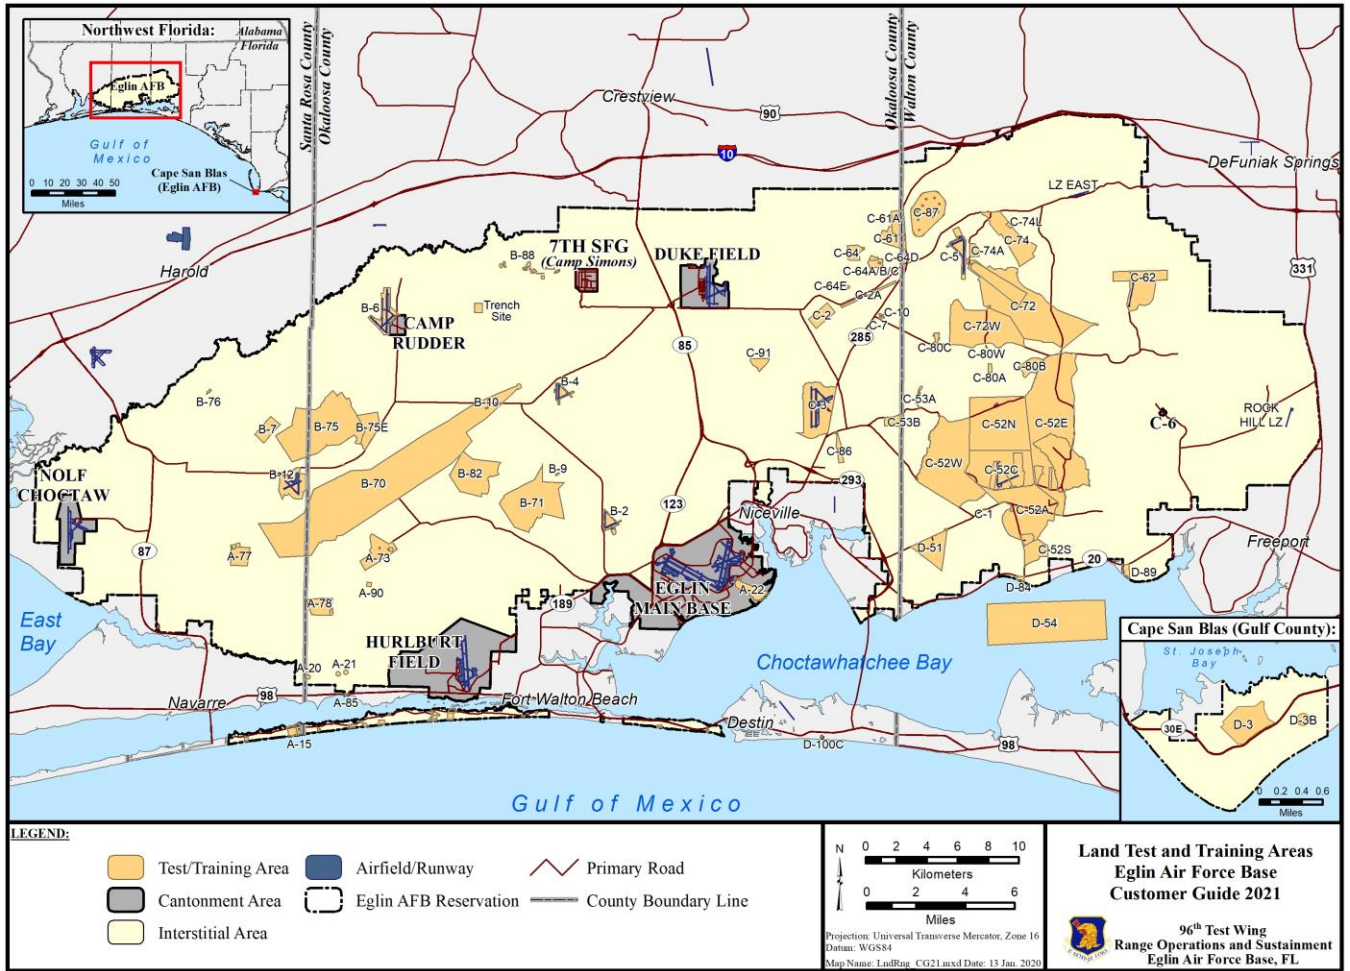 Northwest Florida:
Alabama
Florida
Eglin AFB
Gulf of
Mexico
Cape San Blas
(Eglin AFB)
0 10 20 30 40 50
Miles
Santa Rosa County
Okaloosa County
Okaloosa County
Walton County
Crestview
90
10
DeFuniak Springs
LZ EAST
C-61A
C-87
C-61
C-74L
C-74
C-74A
C-64
C-64D
C-5
C-64A/B/C
C-64E
C-2A
C-62
331
Harold
B-88
7TH SFG
(Camp Simons)
DUKE FIELD
B-6
Trench
Site
CAMP
RUDDER
C-2
C-10
C-7
C-72
C-72W
85
285
C-80C
C-80W
C-91
C-80B
C-80A
B-76
B-4
B-10
C-3
C-53A
C-53B
B-7
B-75
B-75E
C-52N
C-52E
C-6
ROCK
HILL LZ
C-86
C-52W
C-52C
B-12
B-70
B-82
B-9
B-71
B-2
NOLF
CHOCTAW
293
123
Niceville
C-1
C-52A
87
A-77
A-73
D-51
C-52S
Freeport
20
D-89
D-84
EGLIN
MAIN BASE
A-22
A-90
A-78
189
D-54
East
Bay
HURLBURT
FIELD
Choctawhatchee Bay
A-20
A-21
A-85
Navarre
98
Fort Walton Beach
Destin
A-15
D-100C
98
Gulf of Mexico
Cape San Blas (Gulf County):
St. Joseph
Bay
30E
D-3
D-3B
0 0.2 0.4 0.6
Miles
LEGEND:
Test/Training Area
Airfield/Runway
Primary Road
Cantonment Area
Eglin AFB Reservation
County Boundary Line
Interstitial Area
N
0 2 4 6 8 10
Kilometers
0 2 4 6
Miles
Projection: Universal Transverse Mercator, Zone 16
Datum: WGS84
Map Name: LndRng_CG21.mxd Date: 13 Jan. 2020
Land Test and Training Areas
Eglin Air Force Base
Customer Guide 2021
96th Test Wing
Range Operations and Sustainment
Eglin Air Force Base, FL